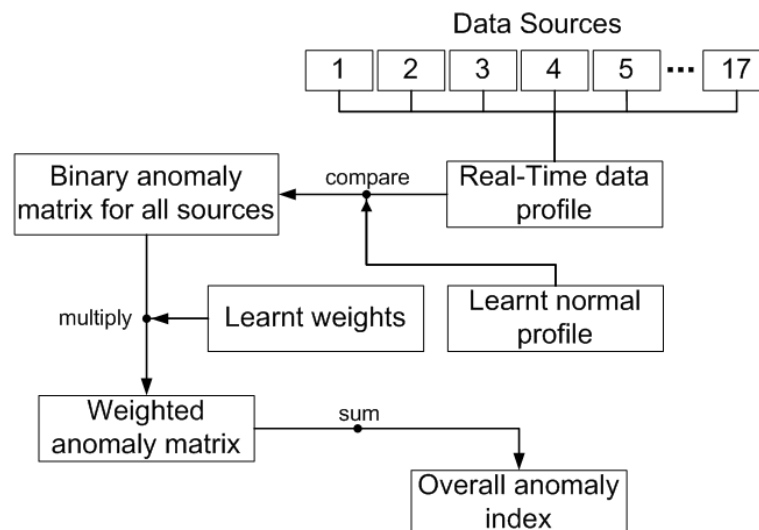 Data Sources
1 2 3 4 5 ••• 17
Binary anomaly
matrix for all sources
compare
Real-Time data
profile
multiply
Learnt weights
Learnt normal
profile
Weighted
anomaly matrix
sum
Overall anomaly
index